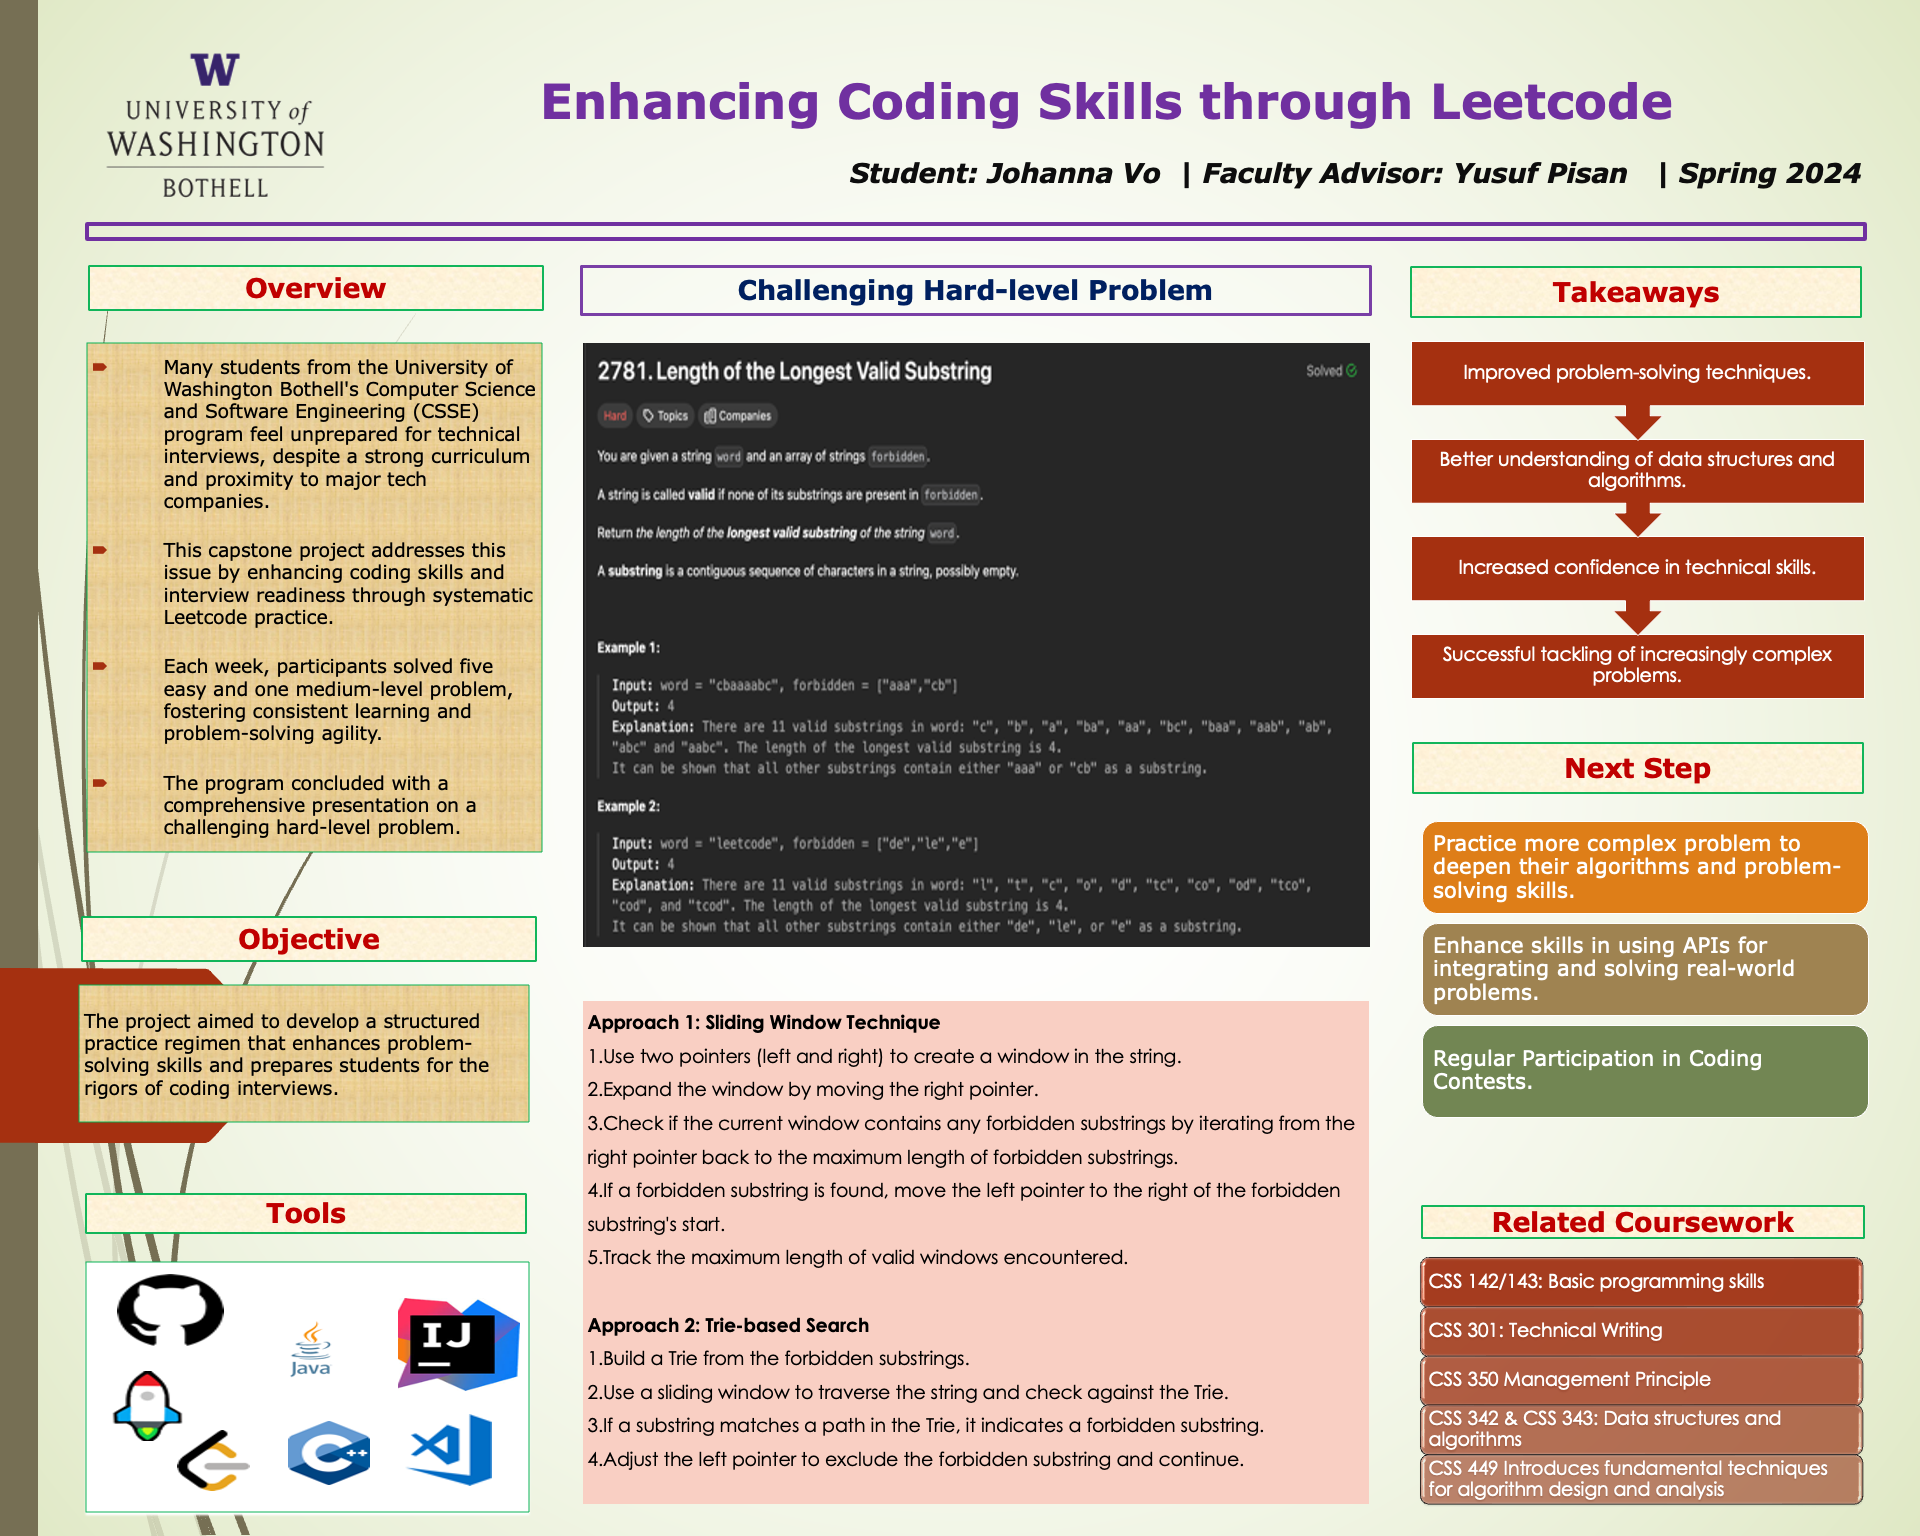 W
UNIVERSITY of
WASHINGTON
BOTHELL
Enhancing Coding Skills through Leetcode
Student: Johanna Vo | Faculty Advisor: Yusuf Pisan | Spring 2024
Overview
Many students from the University of
Washington Bothell's Computer Science
and Software Engineering (CSSE)
program feel unprepared for technical
interviews, despite a strong curriculum
and proximity to major tech
companies.
This capstone project addresses this
issue by enhancing coding skills and
interview readiness through systematic
Leetcode practice.
Each week, participants solved five
easy and one medium-level problem,
fostering consistent learning and
problem-solving agility.
The program concluded with a
comprehensive presentation on a
challenging hard-level problem.
Objective
The project aimed to develop a structured
practice regimen that enhances problem-
solving skills and prepares students for the
rigors of coding interviews.
Tools
Java
IJ
C++
Challenging Hard-level Problem
2781. Length of the Longest Valid Substring
Solved
Hard Topics Companies
You are given a string word and an array of strings forbidden.
A string is called valid if none of its substrings are present in forbidden.
Return the length of the longest valid substring of the string word.
A substring is a contiguous sequence of characters in a string, possibly empty.
Example 1:
Input: word = "cbaaaabc", forbidden = ["aaa","cb"]
Output: 4
Explanation: There are 11 valid substrings in word: "c", "b", "a", "ba", "aa", "bc", "baa", "aab", "ab",
"abc" and "aabc". The length of the longest valid substring is 4.
It can be shown that all other substrings contain either "aaa" or "cb" as a substring.
Example 2:
Input: word = "leetcode", forbidden = ["de","le","e"]
Output: 4
Explanation: There are 11 valid substrings in word: "l", "t", "c", "o", "d", "tc", "co", "od", "tco",
"cod", and "tcod". The length of the longest valid substring is 4.
It can be shown that all other substrings contain either "de", "le", or "e" as a substring.
Approach 1: Sliding Window Technique
1.Use two pointers (left and right) to create a window in the string.
2.Expand the window by moving the right pointer.
3.Check if the current window contains any forbidden substrings by iterating from the
right pointer back to the maximum length of forbidden substrings.
4.If a forbidden substring is found, move the left pointer to the right of the forbidden
substring's start.
5.Track the maximum length of valid windows encountered.
Approach 2: Trie-based Search
1.Build a Trie from the forbidden substrings.
2.Use a sliding window to traverse the string and check against the Trie.
3.If a substring matches a path in the Trie, it indicates a forbidden substring.
4.Adjust the left pointer to exclude the forbidden substring and continue.
Takeaways
Improved problem-solving techniques.
Better understanding of data structures and
algorithms.
Increased confidence in technical skills.
Successful tackling of increasingly complex
problems.
Next Step
Practice more complex problem to
deepen their algorithms and problem-
solving skills.
Enhance skills in using APIs for
integrating and solving real-world
problems.
Regular Participation in Coding
Contests.
Related Coursework
CSS 142/143: Basic programming skills
CSS 301: Technical Writing
CSS 350 Management Principle
CSS 342 & CSS 343: Data structures and
algorithms
CSS 449 Introduces fundamental techniques
for algorithm design and analysis